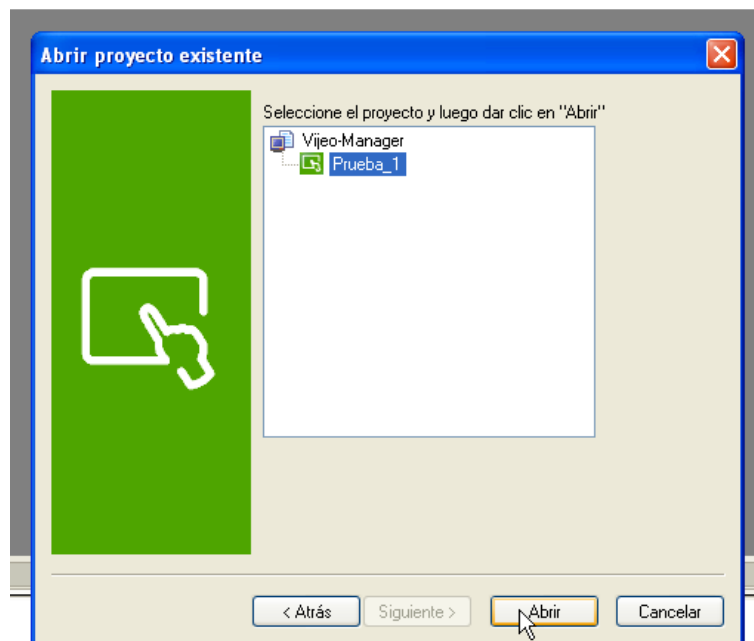 Abrir proyecto existente
Seleccione el proyecto y luego dar clic en "Abrir"
Vijeo-Manager
Prueba_1
< Atrás
Siguiente >
Abrir
Cancelar